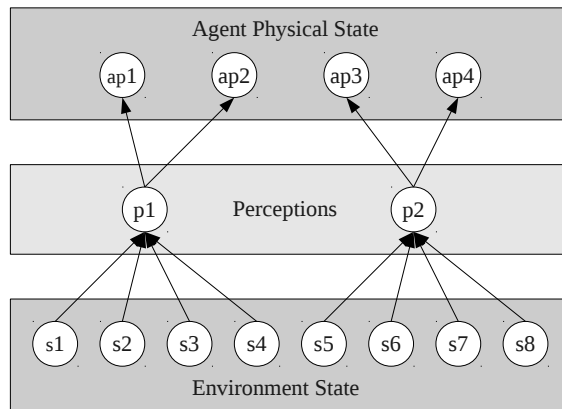 Agent Physical State
ap1 ap2 ap3 ap4
p1 Perceptions p2
s1 s2 s3 s4 s5 s6 s7 s8
Environment State